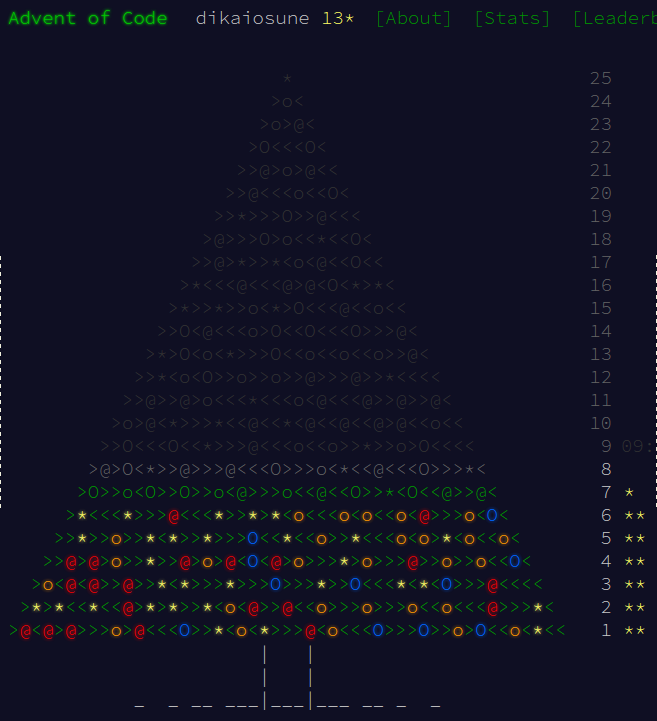 Advent of Code dikaiosune 13* [About] [Stats] [Leaderb
* 25
>o< 24
>o>@< 23
>O<<<O< 22
>>@>o>@<< 21
>>@<<<o<<O< 20
>>*>>>O>>@<<< 19
>@>>>O>o<<*<<O< 18
>>@>*>>*<o<@<<O<< 17
>*<<<@<<<@>@<O<*>*< 16
>*>>*>>o<*>O<<<@<<o<< 15
>>O<@<<<o>O<<O<<<O>>>@< 14
>*>O<o<*>>>O<<o<<o<<o>>@< 13
>>*<o<O>>o>>o>>@>>>@>>*<<<< 12
>>@>>@>o<<<*<<<o<@<<<@>>@>>@< 11
>o>@<*>>>*<<@<<*<@<<@<<@>@<<o<< 10
>>O<<<O<<*>>>@<<<o<<@<<*>>o>O<<<< 9 09:
>@>O<*>>@>>>@<<<O>>>o<*<<@<<<O>>>*< 8
>O>>o<O>>O>>o<@>>>o<<@<<O>>*<O<<@>>@< 7 *
>*<<<*>>>@<<<*>>*>*<o<<<o<o<<o<@>>>o<O< 6 **
>>*>>o>>*>*>>*>>>O<<*<<o>>*<<<o<o>*<o<<o< 5 **
>>@>@>o>>*>>@>o>@<O<@>o>>>*>o>>>@>>o>>o<<O< 4 **
>o<@<@>>@>>*<*>>>*>>>O>>>*>>O<<<*<*<O>>>@<<<< 3 **
>*>*<<*<<@>*>*>>*<o<@>>@<<o>>>o>>>o<<o<<<@>>>*< 2 **
>@<@<@>>>o>@<<<O>>*<o<*>>>@<o<<<O>>>O>>o>O<<o<*<< 1 **
| |
| |
_ _ __ ___|___|___ __ _ _